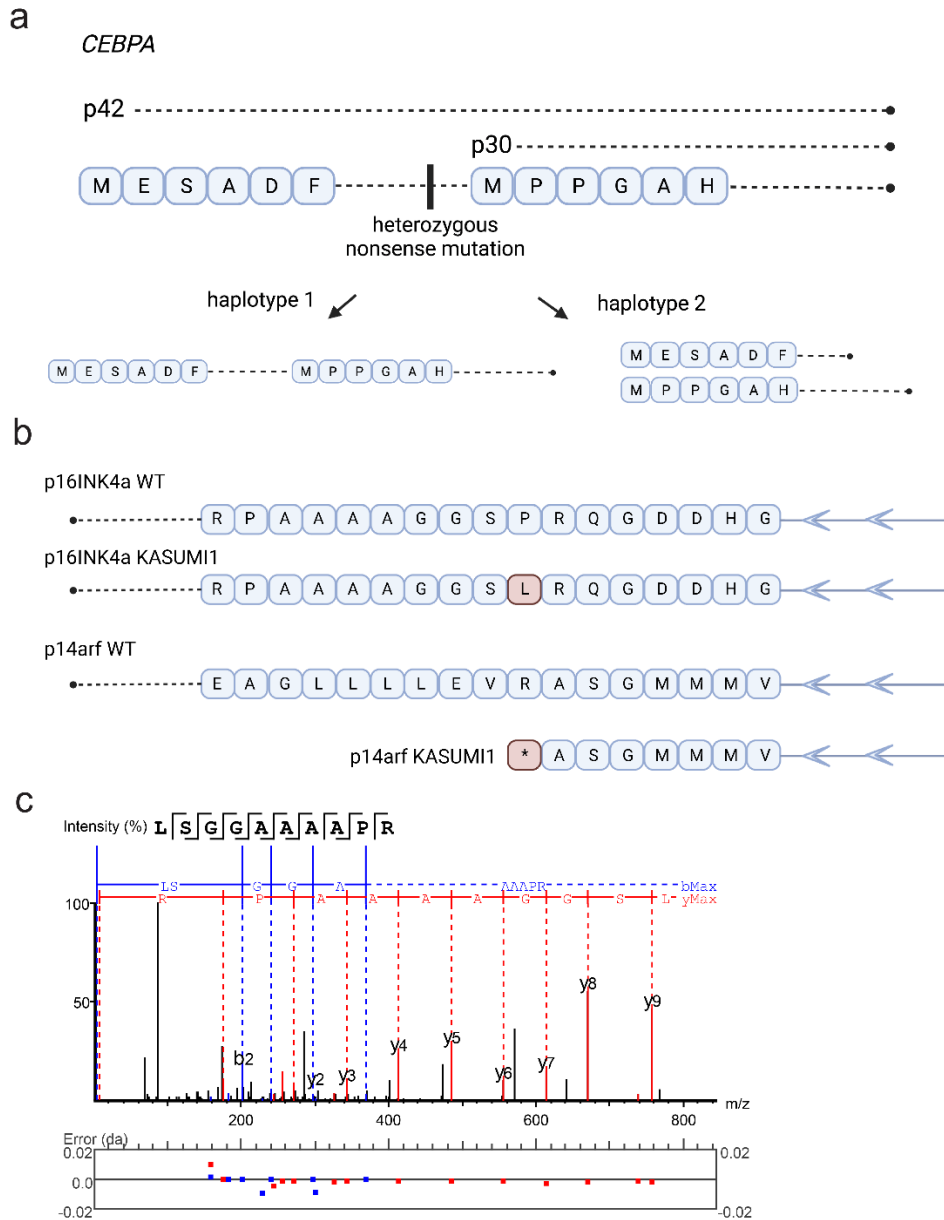 a
CEBPA
p42
p30
M E S A D F M P P G A H
heterozygous
nonsense mutation
haplotype 1
haplotype 2
M E S A D F M P P G A H
M E S A D F
M P P G A H
b
p16INK4a WT
R P A A A A G G S P R Q G D D H G
p16INK4a KASUMI1
R P A A A A G G S L R Q G D D H G
p14arf WT
E A G L L L L E V R A S G M M M V
p14arf KASUMI1 * A S G M M M V
c
Intensity (%) L S G G A A A A P R
LS G G A AAAPR bMax
R P A A A A G G S L yMax
100
50
b2 y2 y3 y4 y5 y6 y7 y8 y9
m/z
200 400 600 800
Error (da)
0.02 0.02
0.0
-0.02 -0.02